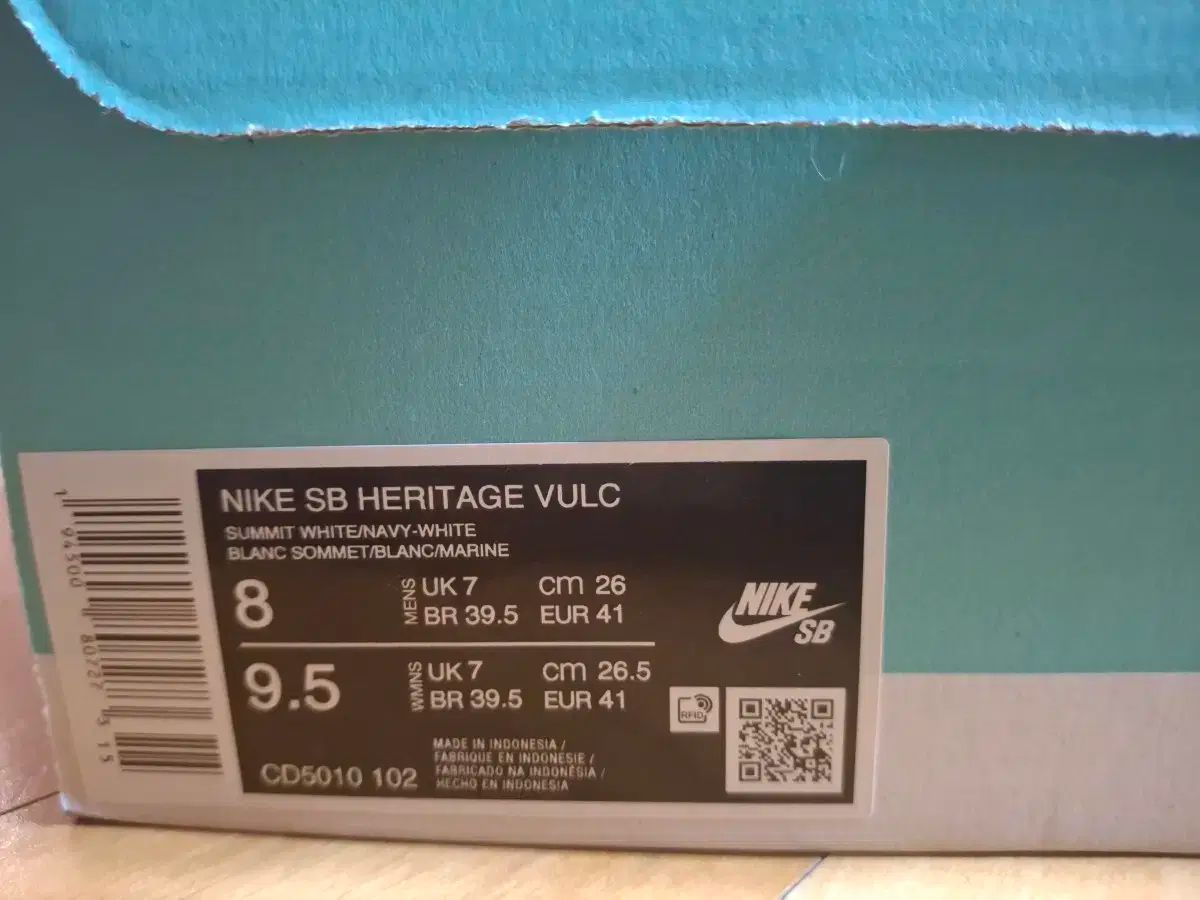 NIKE SB HERITAGE VULC
SUMMIT WHITE/NAVY-WHITE
BLANC SOMMET/BLANC/MARINE
8 MENS UK 7 cm 26
BR 39.5 EUR 41
9.5 WMNS UK 7 cm 26.5
BR 39.5 EUR 41
NIKE
SB
RFID
MADE IN INDONESIA /
FABRIQUE EN INDONESIE /
FABRICADO NA INDONÉSIA /
HECHO EN INDONESIA
CD5010 102